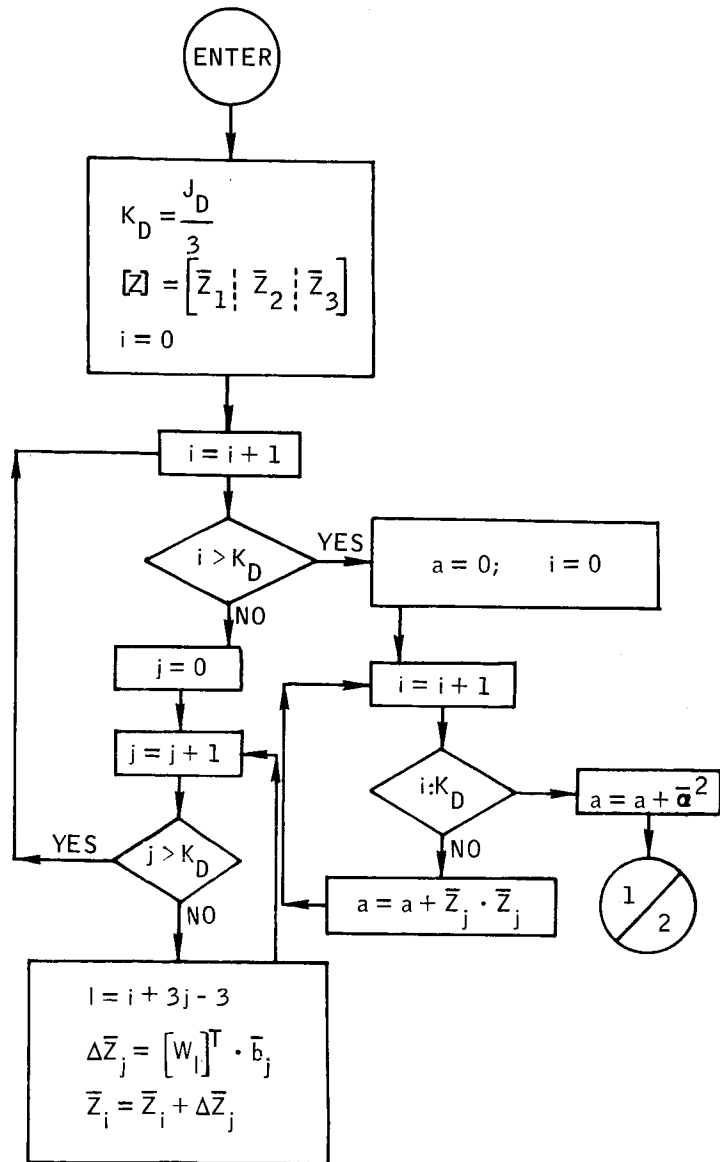 ENTER
K_D = J_D / 3
[Z] = [Z̄_1 ¦ Z̄_2 ¦ Z̄_3]
i = 0
i = i + 1
i > K_D
YES
NO
a = 0; i = 0
j = 0
i = i + 1
j = j + 1
i:K_D
a = a + ᾱ^2
YES
j > K_D
NO
NO
a = a + Z̄_j · Z̄_j
1
2
l = i + 3j - 3
ΔZ̄_j = [W_l]^T · b̄_j
Z̄_i = Z̄_i + ΔZ̄_j